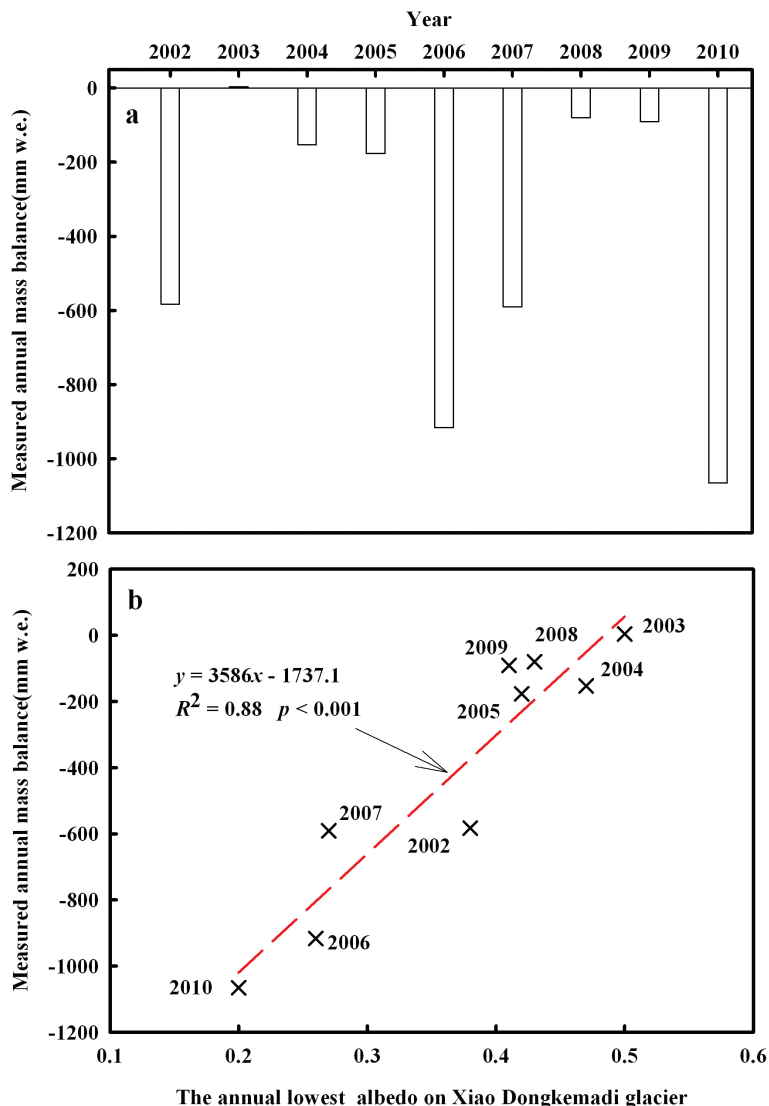 Year
2002 2003 2004 2005 2006 2007 2008 2009 2010
Measured annual mass balance(mm w.e.)
0
a
-200
-400
-600
-800
-1000
-1200
200
b
0
-200
-400
-600
-800
-1000
-1200
Measured annual mass balance(mm w.e.)
2009 2008 2003
2004
y = 3586x - 1737.1
R² = 0.88 p < 0.001
2005
2007
2002
2006
2010
0.1 0.2 0.3 0.4 0.5 0.6
The annual lowest albedo on Xiao Dongkemadi glacier